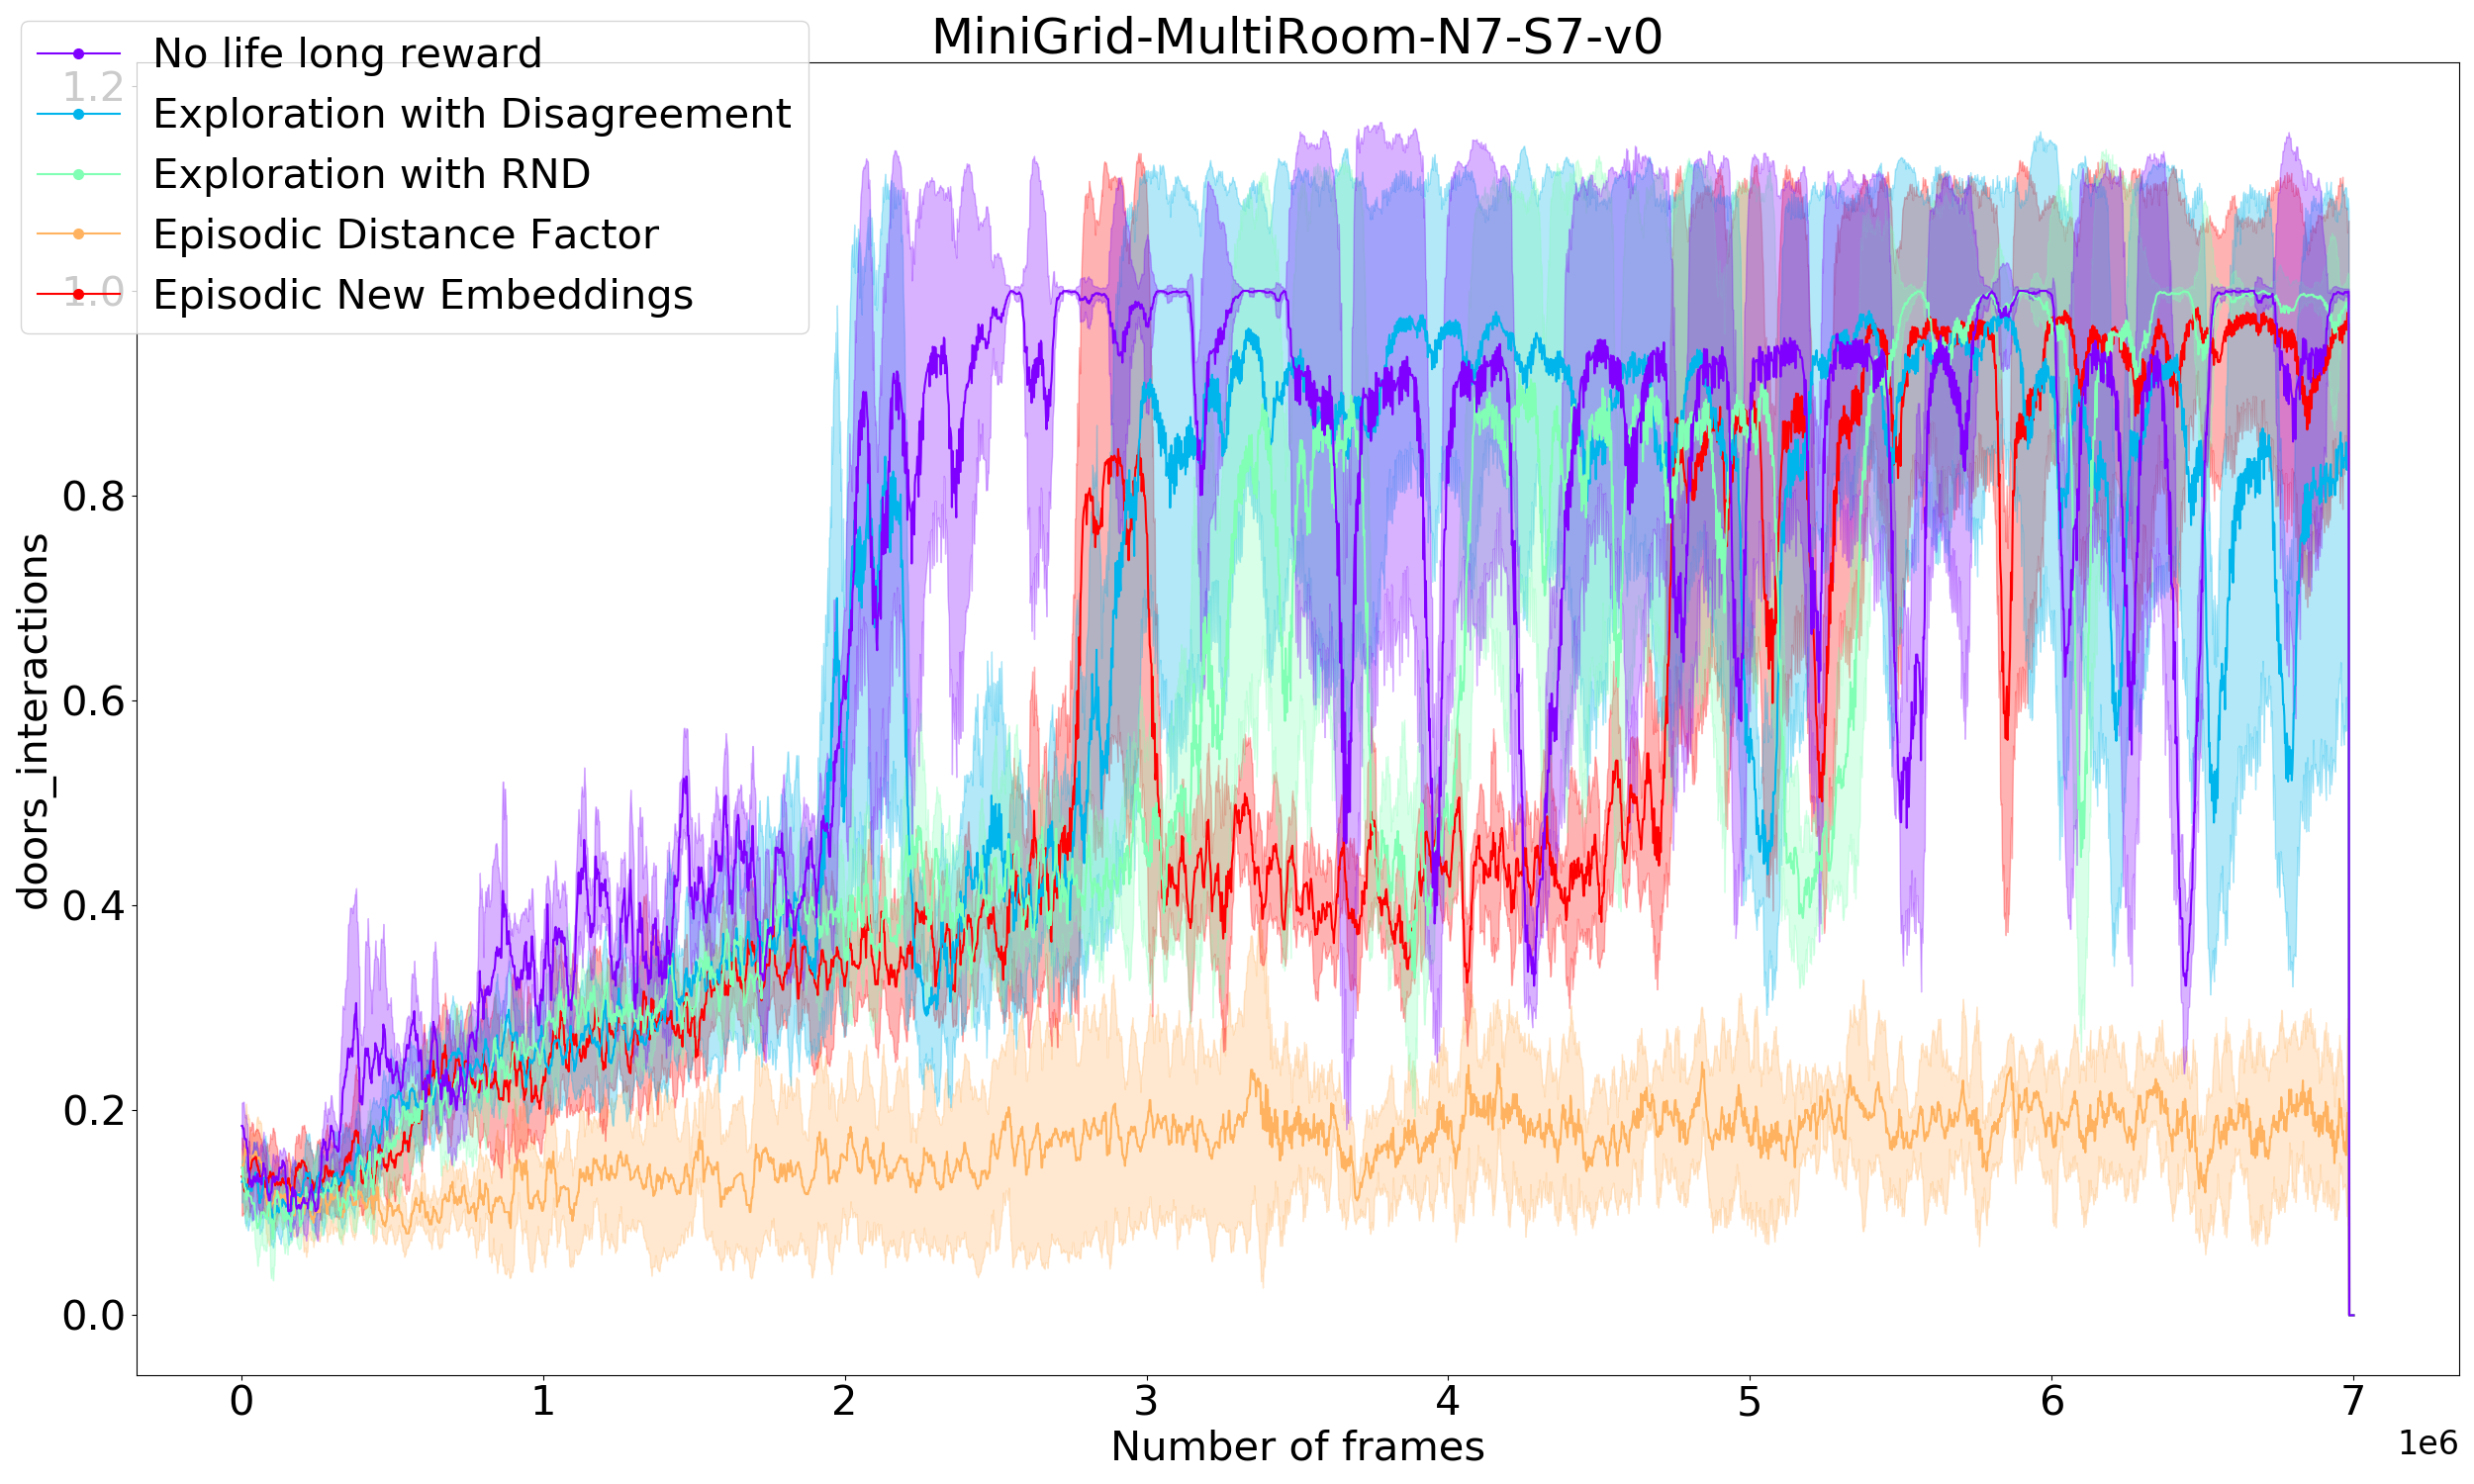 MiniGrid-MultiRoom-N7-S7-v0
No life long reward
Exploration with Disagreement
Exploration with RND
Episodic Distance Factor
Episodic New Embeddings
doors_interactions
1.2
1.0
0.8
0.6
0.4
0.2
0.0
0 1 2 3 4 5 6 7
Number of frames
1e6